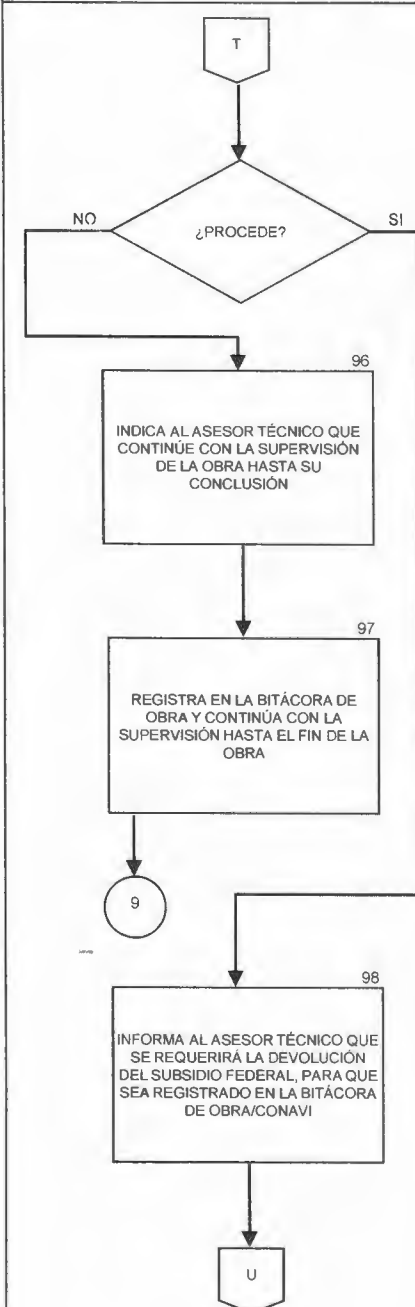 T
¿PROCEDE?
NO
SI
96
INDICA AL ASESOR TÉCNICO QUE
CONTINÚE CON LA SUPERVISIÓN
DE LA OBRA HASTA SU
CONCLUSIÓN
97
REGISTRA EN LA BITÁCORA DE
OBRA Y CONTINÚA CON LA
SUPERVISIÓN HASTA EL FIN DE LA
OBRA
9
98
INFORMA AL ASESOR TÉCNICO QUE
SE REQUERIRÁ LA DEVOLUCIÓN
DEL SUBSIDIO FEDERAL, PARA QUE
SEA REGISTRADO EN LA BITÁCORA
DE OBRA/CONAVI
U